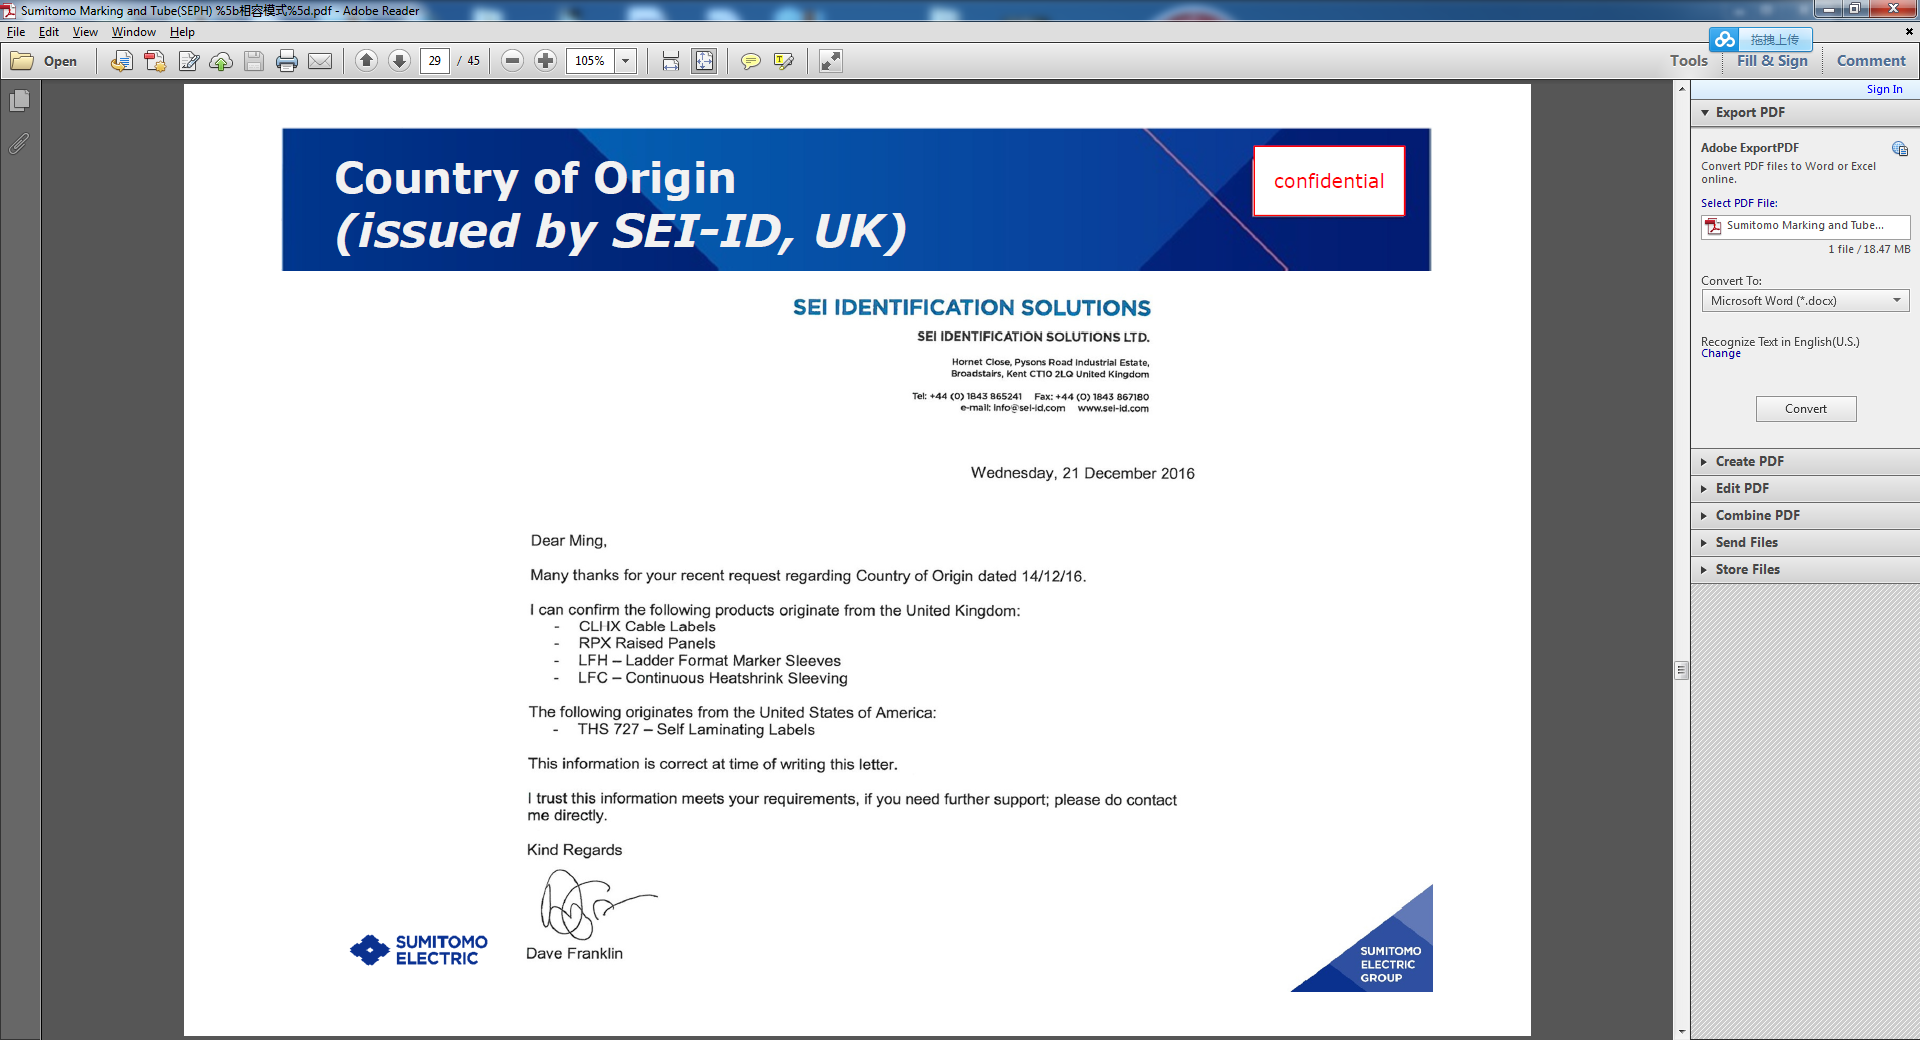 Sumitomo Marking and Tube(SEPH) %5b相容模式%5d.pdf - Adobe Reader
File Edit View Window Help
拖拽上传
Open
29 / 45
105%
Tools Fill & Sign Comment
Sign In
Export PDF
Adobe ExportPDF
Convert PDF files to Word or Excel
online.
Select PDF File:
Sumitomo Marking and Tube...
1 file / 18.47 MB
Convert To:
Microsoft Word (*.docx)
Recognize Text in English(U.S.)
Change
Convert
Create PDF
Edit PDF
Combine PDF
Send Files
Store Files
Country of Origin
(issued by SEI-ID, UK)
confidential
SEI IDENTIFICATION SOLUTIONS
SEI IDENTIFICATION SOLUTIONS LTD.
Hornet Close, Pysons Road Industrial Estate,
Broadstairs, Kent CT10 2LQ United Kingdom
Tel: +44 (0) 1843 865241 Fax: +44 (0) 1843 867180
e-mail: info@sei-id.com www.sei-id.com
Wednesday, 21 December 2016
Dear Ming,
Many thanks for your recent request regarding Country of Origin dated 14/12/16.
I can confirm the following products originate from the United Kingdom:
- CLHX Cable Labels
- RPX Raised Panels
- LFH – Ladder Format Marker Sleeves
- LFC – Continuous Heatshrink Sleeving
The following originates from the United States of America:
- THS 727 – Self Laminating Labels
This information is correct at time of writing this letter.
I trust this information meets your requirements, if you need further support; please do contact
me directly.
Kind Regards
Dave Franklin
SUMITOMO
ELECTRIC
SUMITOMO
ELECTRIC
GROUP